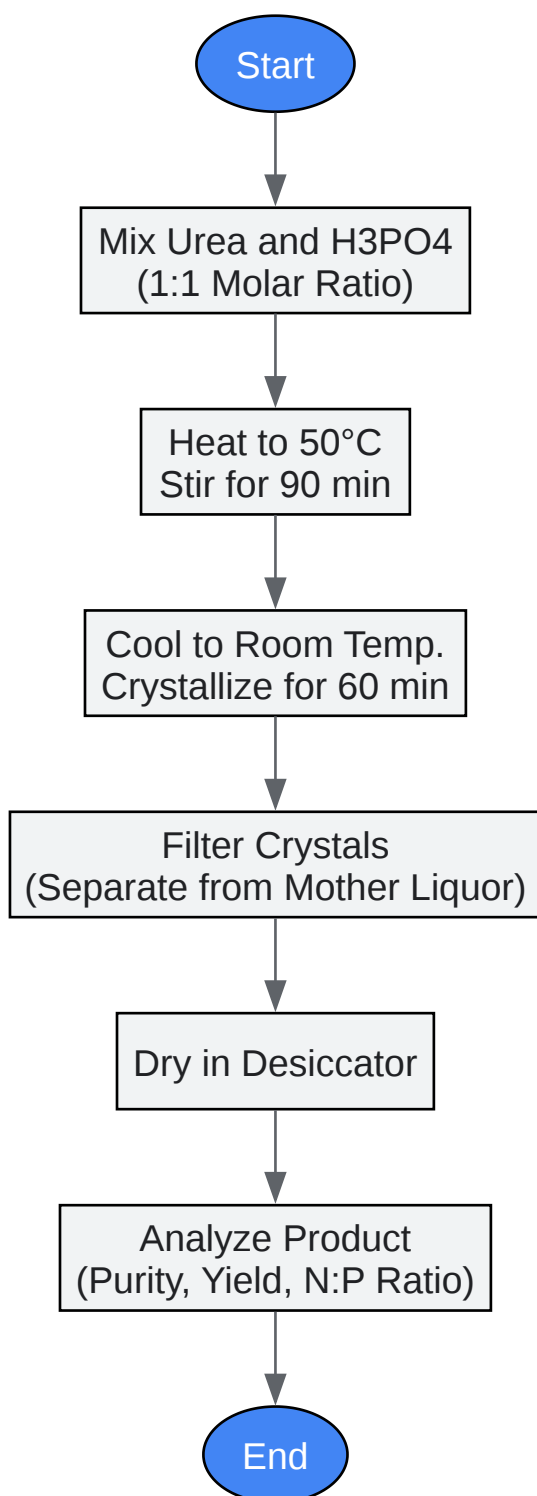 Start
Mix Urea and H3PO4
(1:1 Molar Ratio)
Heat to 50°C
Stir for 90 min
Cool to Room Temp.
Crystallize for 60 min
Filter Crystals
(Separate from Mother Liquor)
Dry in Desiccator
Analyze Product
(Purity, Yield, N:P Ratio)
End